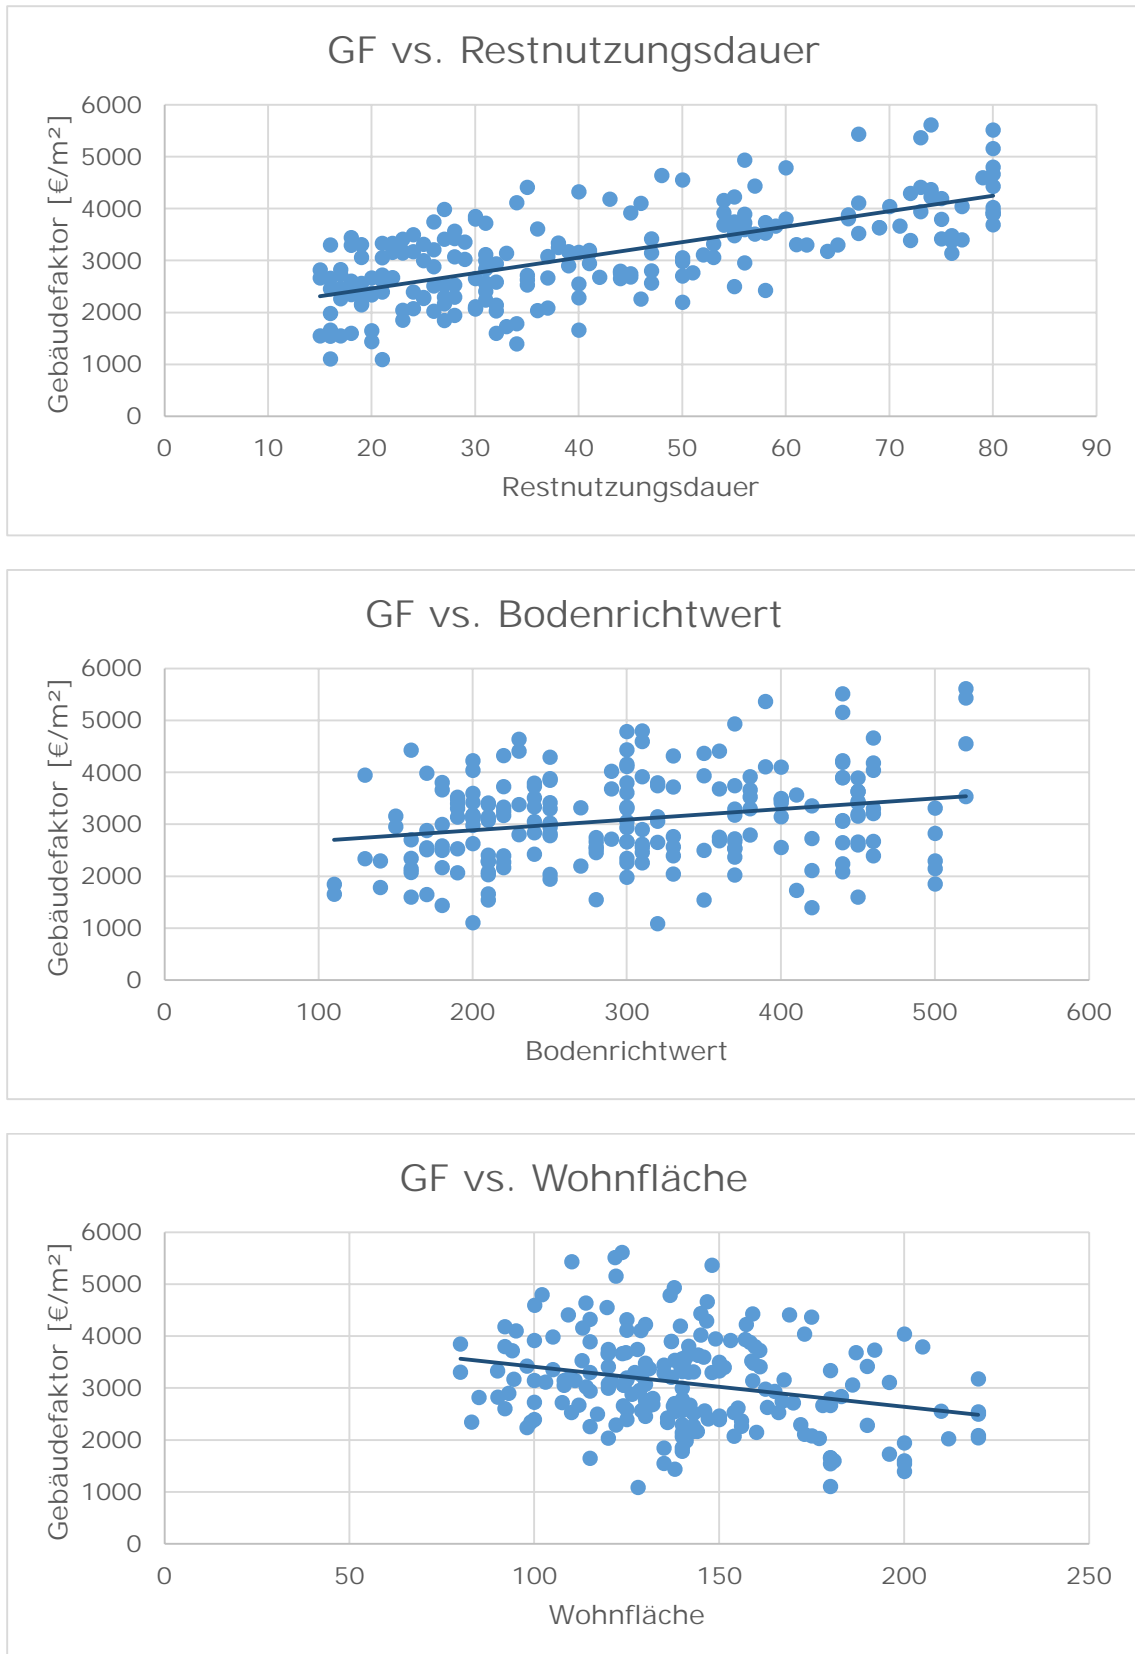 GF vs. Restnutzungsdauer
Gebäudefaktor [€/m²]
6000
5000
4000
3000
2000
1000
0
0 10 20 30 40 50 60 70 80 90
Restnutzungsdauer
GF vs. Bodenrichtwert
Gebäudefaktor [€/m²]
6000
5000
4000
3000
2000
1000
0
0 100 200 300 400 500 600
Bodenrichtwert
GF vs. Wohnfläche
Gebäudefaktor [€/m²]
6000
5000
4000
3000
2000
1000
0
0 50 100 150 200 250
Wohnfläche